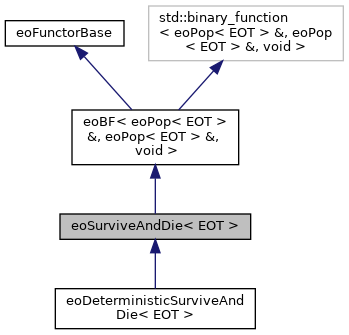 eoFunctorBase
std::binary_function
< eoPop< EOT > &, eoPop
< EOT > &, void >
eoBF< eoPop< EOT >
&, eoPop< EOT > &,
void >
eoSurviveAndDie< EOT >
eoDeterministicSurviveAnd
Die< EOT >